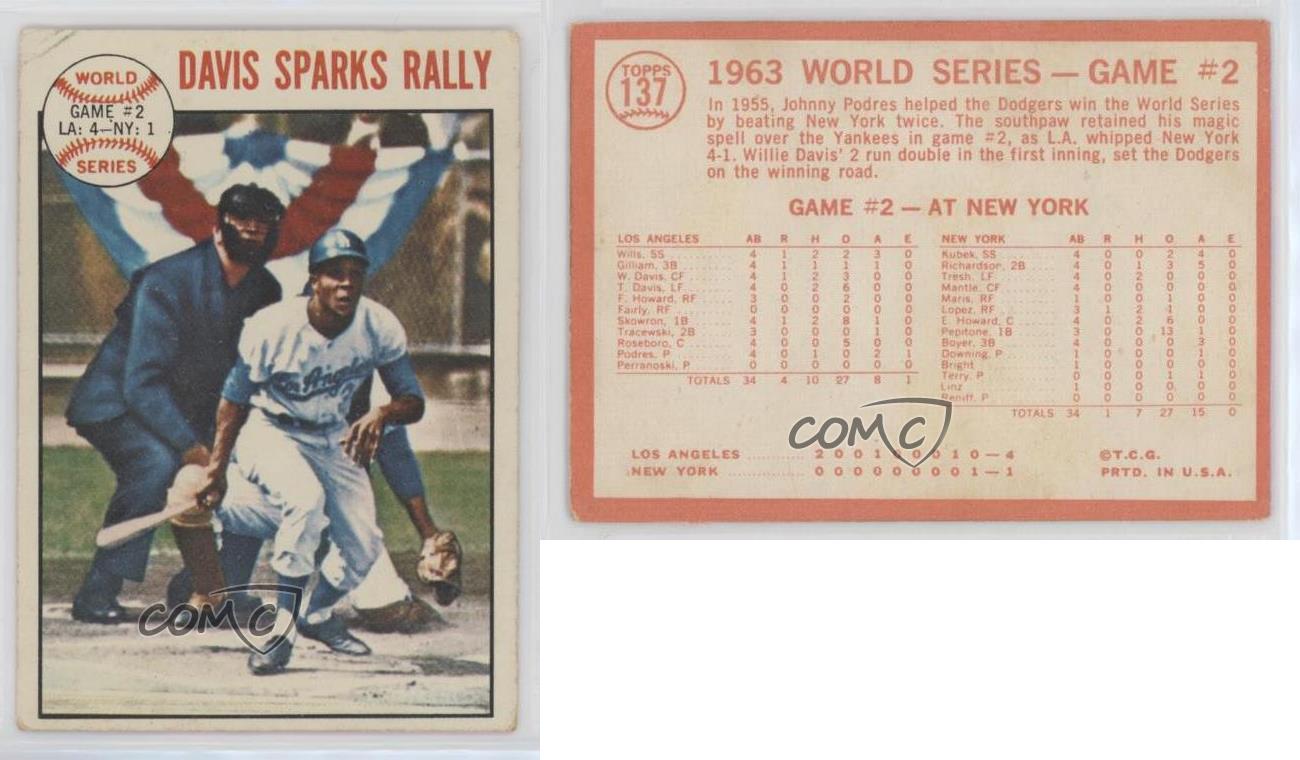 DAVIS SPARKS RALLY
WORLD
GAME #2
LA: 4—NY: 1
SERIES
Los Angeles
COMC
TOPPS
137
1963 WORLD SERIES — GAME #2
In 1955, Johnny Podres helped the Dodgers win the World Series
by beating New York twice. The southpaw retained his magic
spell over the Yankees in game #2, as L.A. whipped New York
4-1. Willie Davis' 2 run double in the first inning, set the Dodgers
on the winning road.
GAME #2 — AT NEW YORK
LOS ANGELES AB R H O A E
Wills, SS 4 1 2 2 3 0
Gilliam, 3B 4 1 1 1 1 0
W. Davis, CF 4 1 2 3 0 0
T. Davis, LF 4 0 2 6 0 0
F. Howard, RF 3 0 0 2 0 0
Fairly, RF 0 0 0 0 0 0
Skowron, 1B 4 1 2 8 1 0
Tracewski, 2B 3 0 0 0 1 0
Roseboro, C 4 0 0 5 0 0
Podres, P 4 0 1 0 2 1
Perranoski, P 0 0 0 0 0 0
TOTALS 34 4 10 27 8 1
NEW YORK AB R H O A E
Kubek, SS 4 0 0 2 4 0
Richardson, 2B 4 0 1 3 5 0
Tresh, LF 4 0 2 0 0 0
Mantle, CF 4 0 0 0 0 0
Maris, RF 1 0 0 1 0 0
Lopez, RF 3 1 2 1 0 0
E. Howard, C 4 0 2 6 0 0
Pepitone, 1B 3 0 0 13 1 0
Boyer, 3B 4 0 0 0 3 0
Downing, P 1 0 0 0 1 0
Bright 1 0 0 0 0 0
Terry, P 0 0 0 1 1 0
Linz 1 0 0 0 0 0
Reniff, P 0 0 0 0 0 0
TOTALS 34 1 7 27 15 0
COMC
LOS ANGELES 2 0 0 1 0 0 0 1 0 — 4
NEW YORK 0 0 0 0 0 0 0 0 1 — 1
©T.C.G.
PRTD. IN U.S.A.